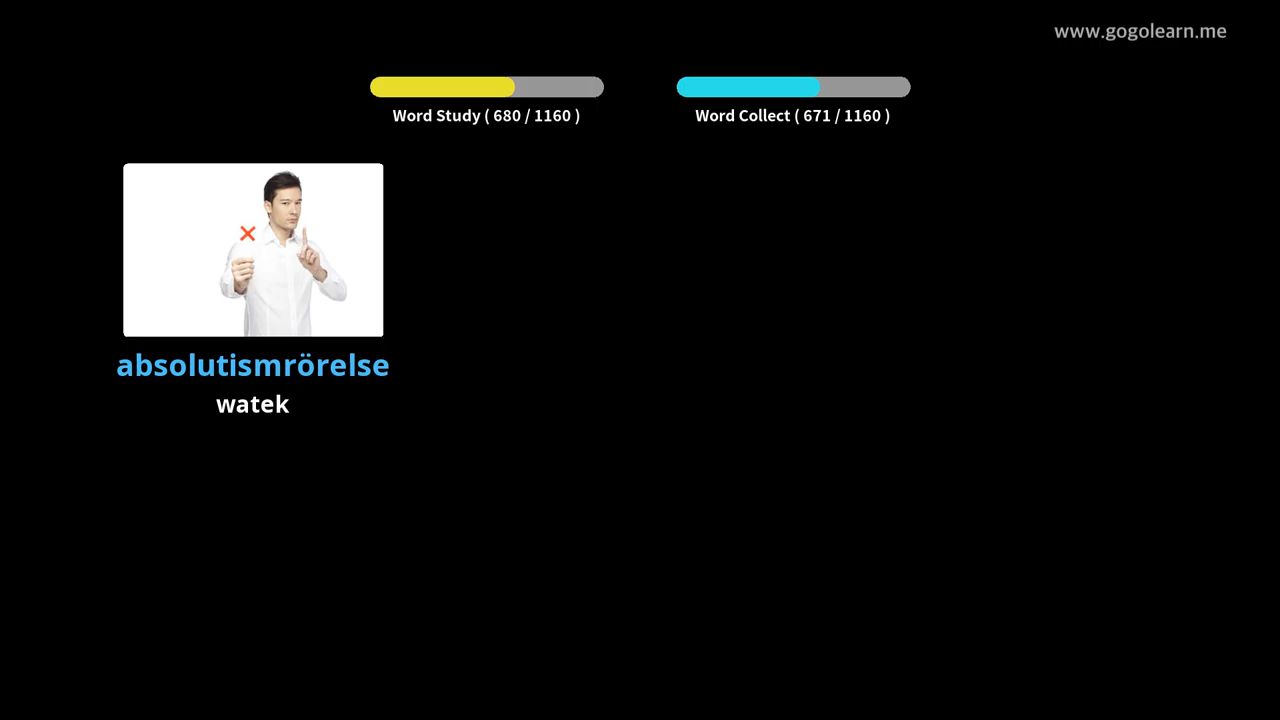 www.gogolearn.me
Word Study ( 680 / 1160 )
Word Collect ( 671 / 1160 )
absolutismrörelse
watek